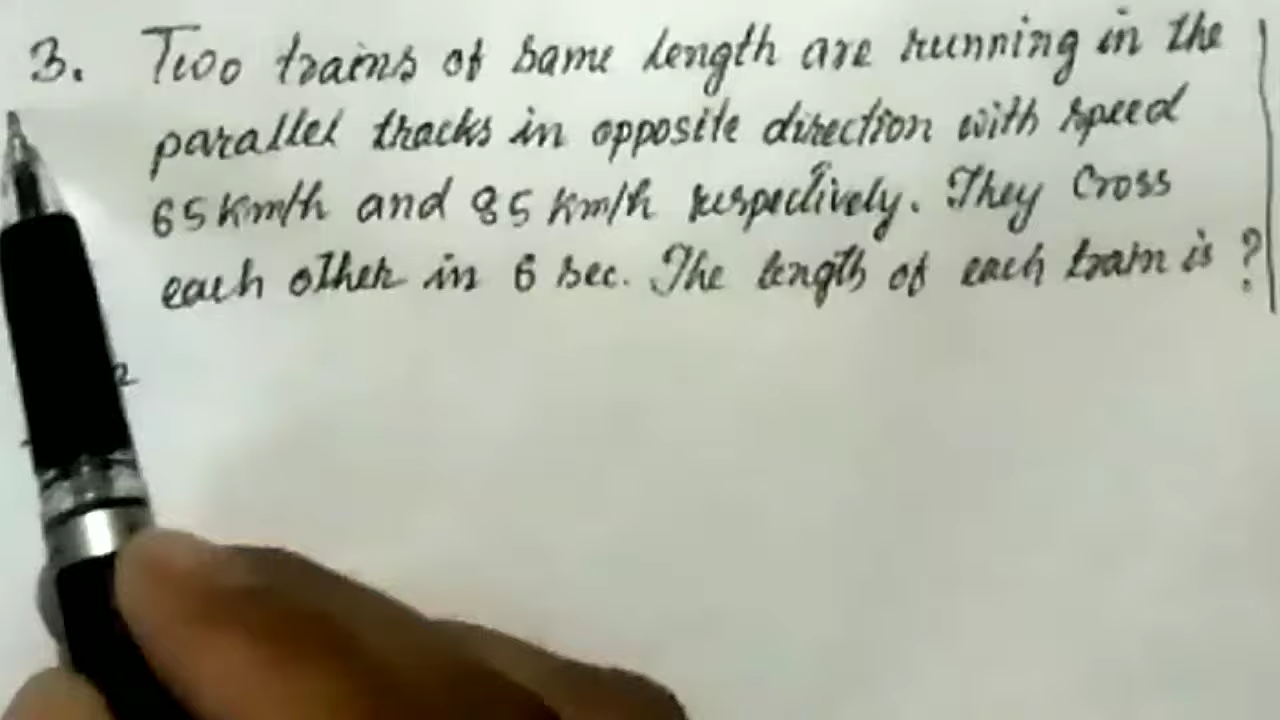 3. Two trains of same length are running in the
parallel tracks in opposite direction with speed
65 Km/h and 85 Km/h respectively. They Cross
each other in 6 sec. The length of each train is ?